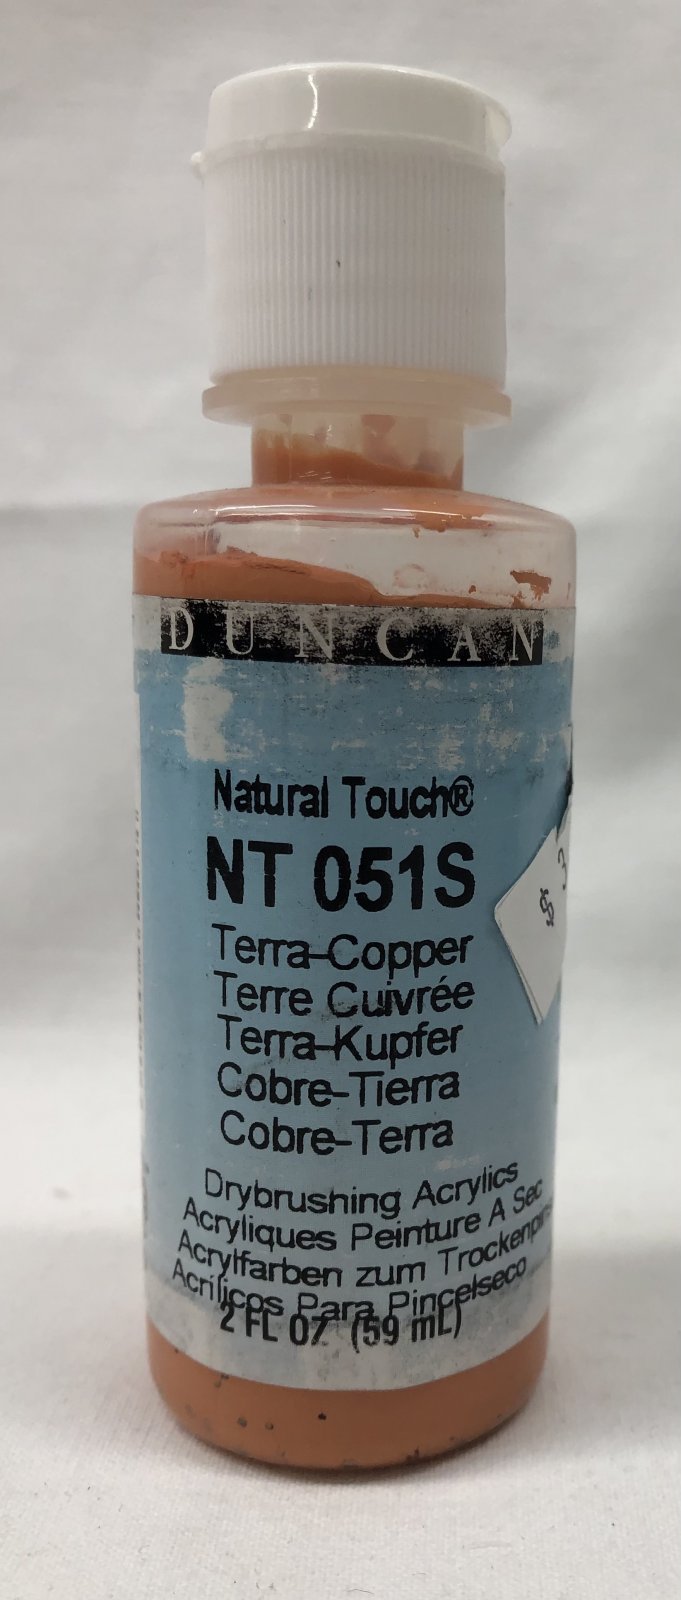 DUNCAN
Natural Touch®
NT 051S
Terra-Copper
Terre Cuivrée
Terra-Kupfer
Cobre-Tierra
Cobre-Terra
Drybrushing Acrylics
Acryliques Peinture A Sec
Acrylfarben zum
Acrílicos Para Pincelseco
2 FL OZ (59 mL)
$ 3